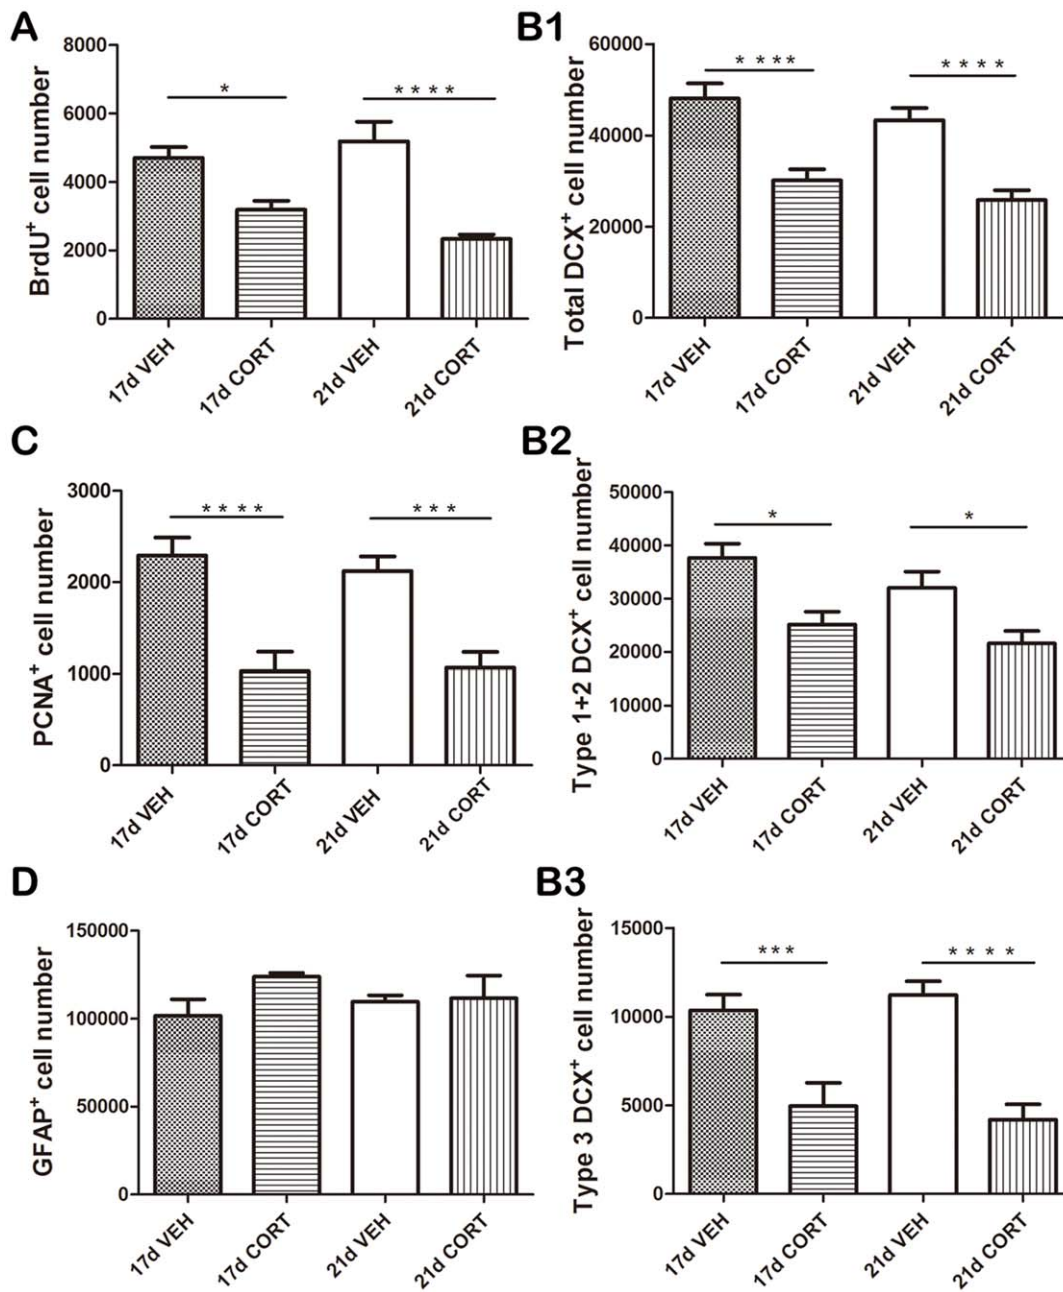 A
BrdU⁺ cell number
8000
6000
4000
2000
0
*
* * * *
17d VEH
17d CORT
21d VEH
21d CORT
B1
Total DCX⁺ cell number
60000
40000
20000
0
* * * *
* * * *
17d VEH
17d CORT
21d VEH
21d CORT
C
PCNA⁺ cell number
3000
2000
1000
0
* * * *
* * *
17d VEH
17d CORT
21d VEH
21d CORT
B2
Type 1+2 DCX⁺ cell number
50000
40000
30000
20000
10000
0
*
*
17d VEH
17d CORT
21d VEH
21d CORT
D
GFAP⁺ cell number
150000
100000
50000
0
17d VEH
17d CORT
21d VEH
21d CORT
B3
Type 3 DCX⁺ cell number
15000
10000
5000
0
***
* * * *
17d VEH
17d CORT
21d VEH
21d CORT